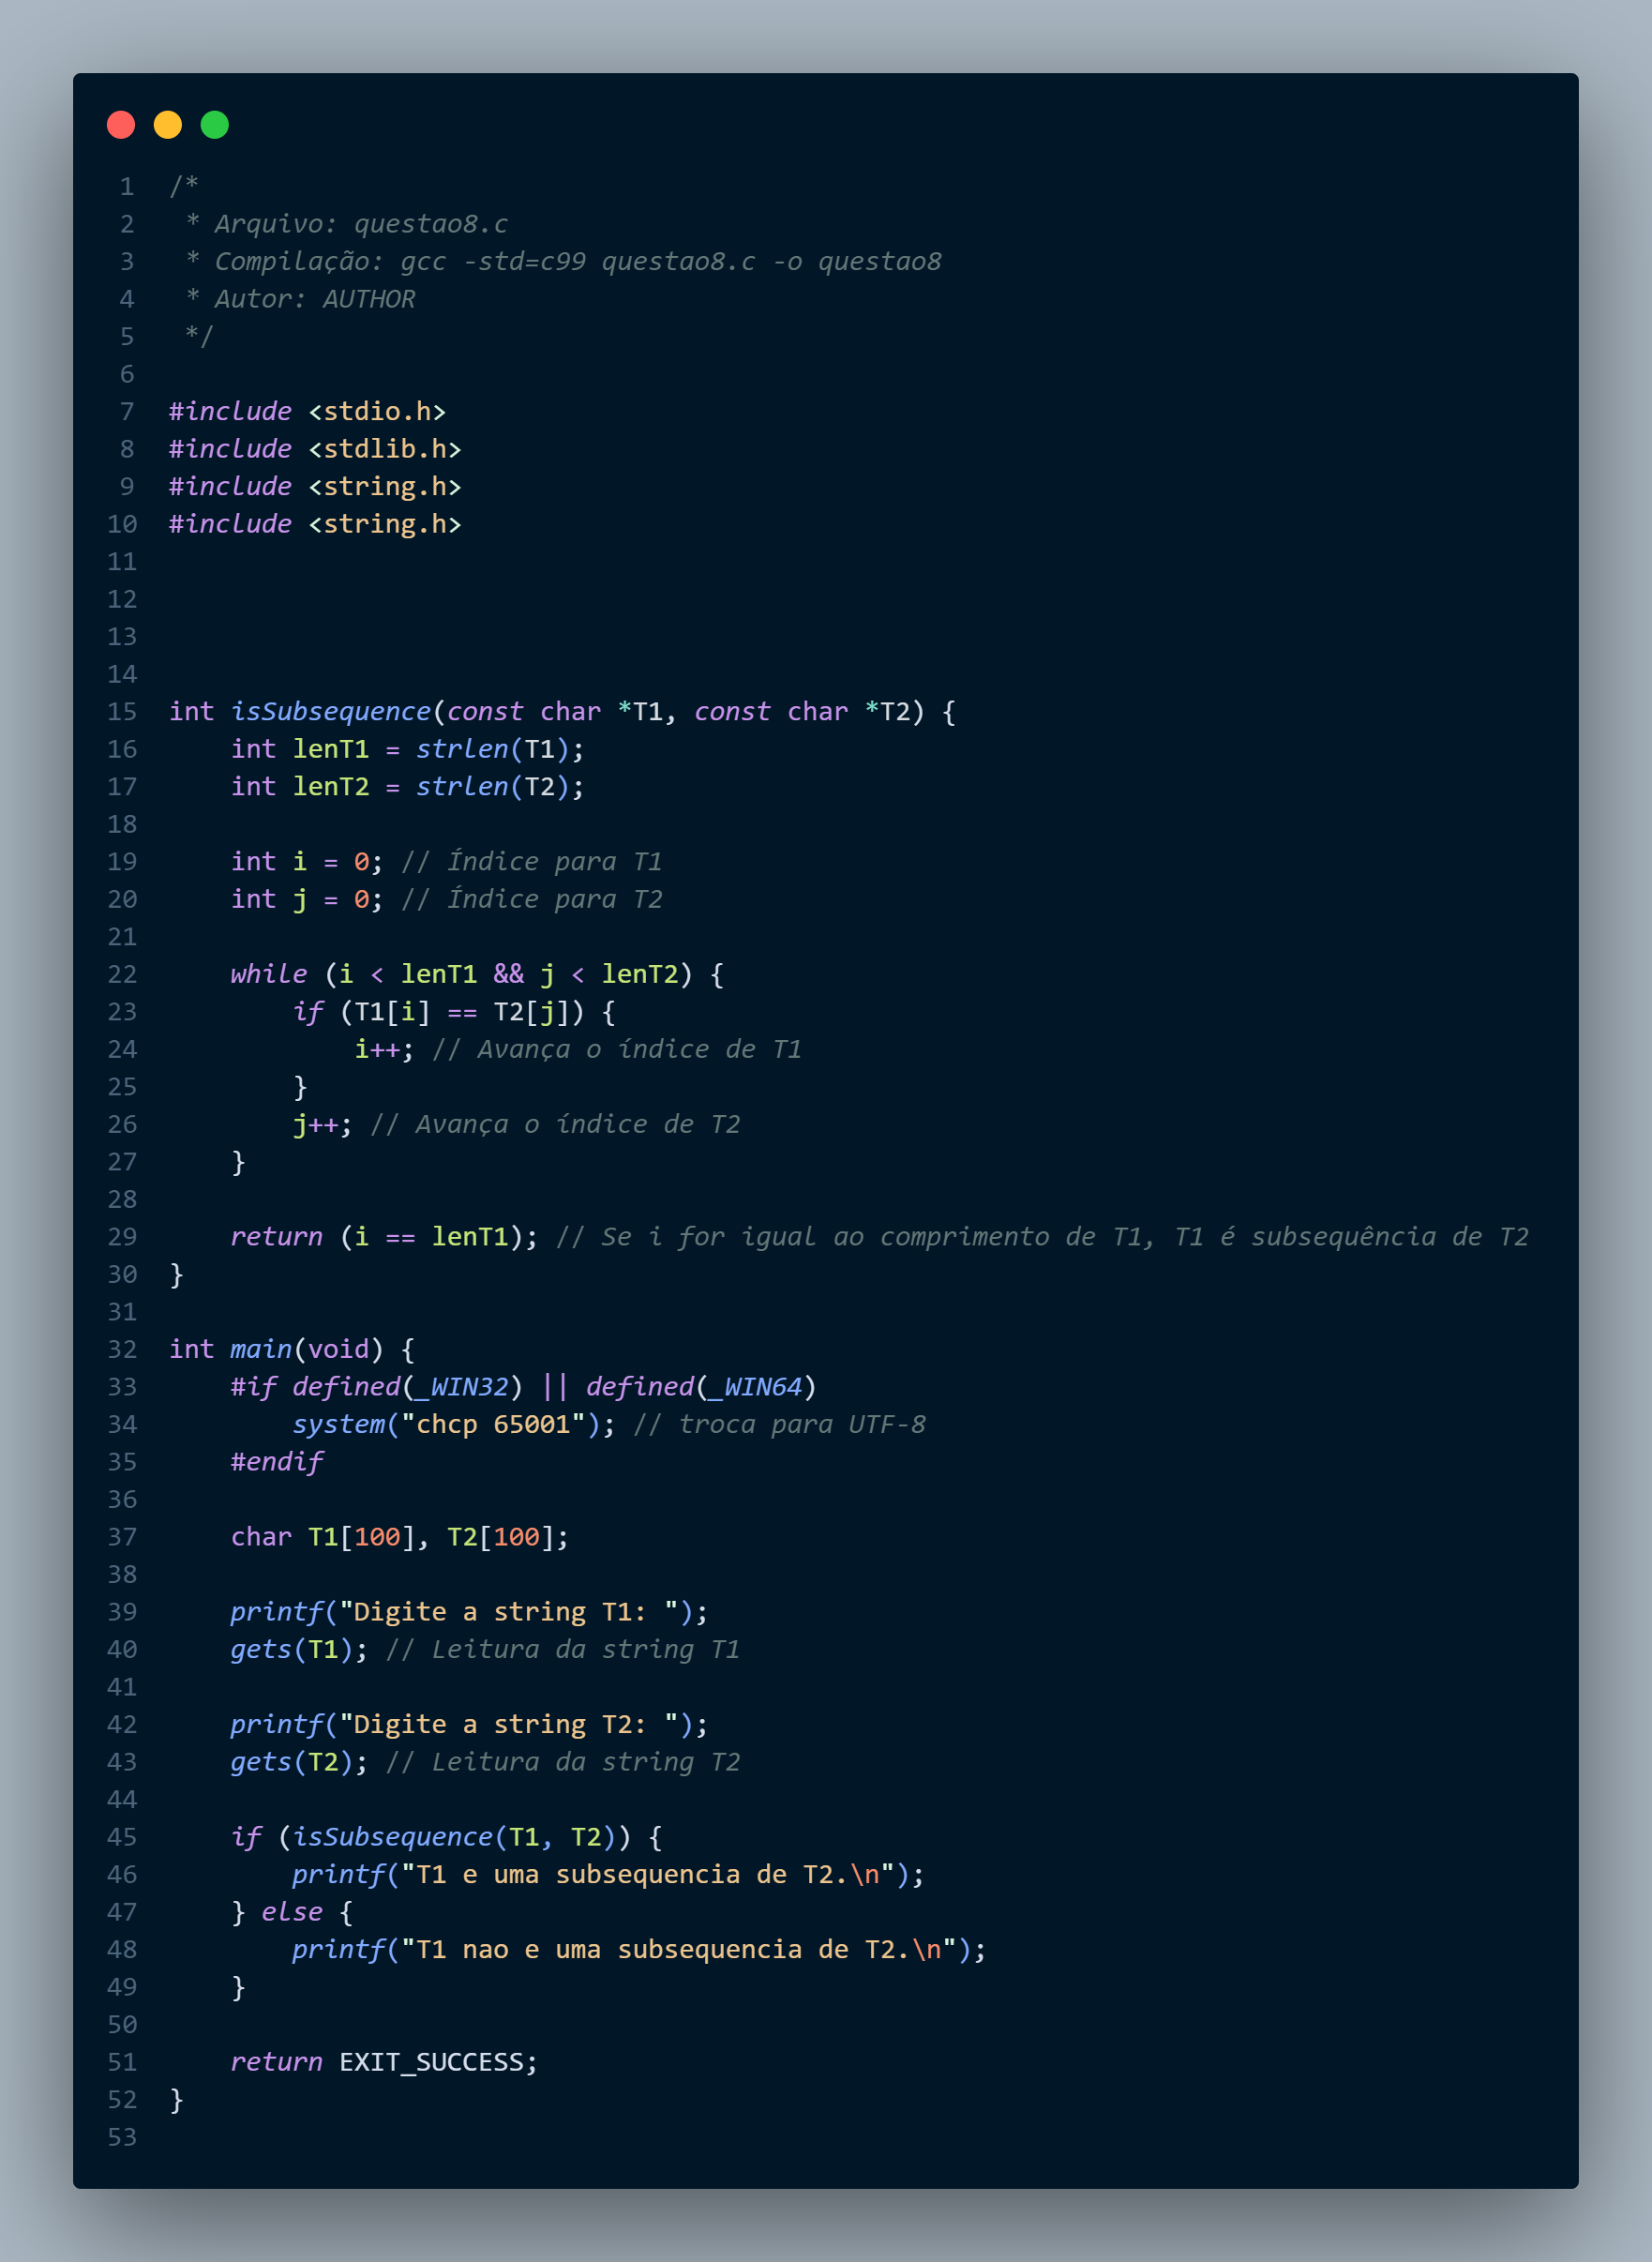 1 /*
2  * Arquivo: questao8.c
3  * Compilação: gcc -std=c99 questao8.c -o questao8
4  * Autor: AUTHOR
5  */
6
7 #include <stdio.h>
8 #include <stdlib.h>
9 #include <string.h>
10 #include <string.h>
11
12
13
14
15 int isSubsequence(const char *T1, const char *T2) {
16     int lenT1 = strlen(T1);
17     int lenT2 = strlen(T2);
18
19     int i = 0; // Índice para T1
20     int j = 0; // Índice para T2
21
22     while (i < lenT1 && j < lenT2) {
23         if (T1[i] == T2[j]) {
24             i++; // Avança o índice de T1
25         }
26         j++; // Avança o índice de T2
27     }
28
29     return (i == lenT1); // Se i for igual ao comprimento de T1, T1 é subsequência de T2
30 }
31
32 int main(void) {
33     #if defined(_WIN32) || defined(_WIN64)
34         system("chcp 65001"); // troca para UTF-8
35     #endif
36
37     char T1[100], T2[100];
38
39     printf("Digite a string T1: ");
40     gets(T1); // Leitura da string T1
41
42     printf("Digite a string T2: ");
43     gets(T2); // Leitura da string T2
44
45     if (isSubsequence(T1, T2)) {
46         printf("T1 e uma subsequencia de T2.\n");
47     } else {
48         printf("T1 nao e uma subsequencia de T2.\n");
49     }
50
51     return EXIT_SUCCESS;
52 }
53